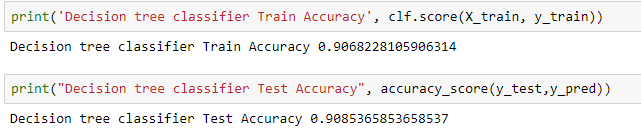 print('Decision tree classifier Train Accuracy', clf.score(X_train, y_train))
Decision tree classifier Train Accuracy 0.9068228105906314
print("Decision tree classifier Test Accuracy", accuracy_score(y_test,y_pred))
Decision tree classifier Test Accuracy 0.9085365853658537